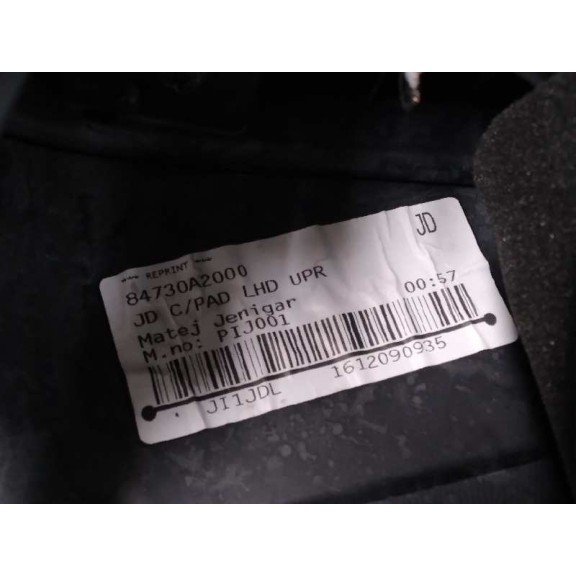 *** REPRINT ***
84730A2000
JD
JD C/PAD LHD UPR
Matej Jenigar
00:57
M.no: PIJ001
JI1JDL
1612090935